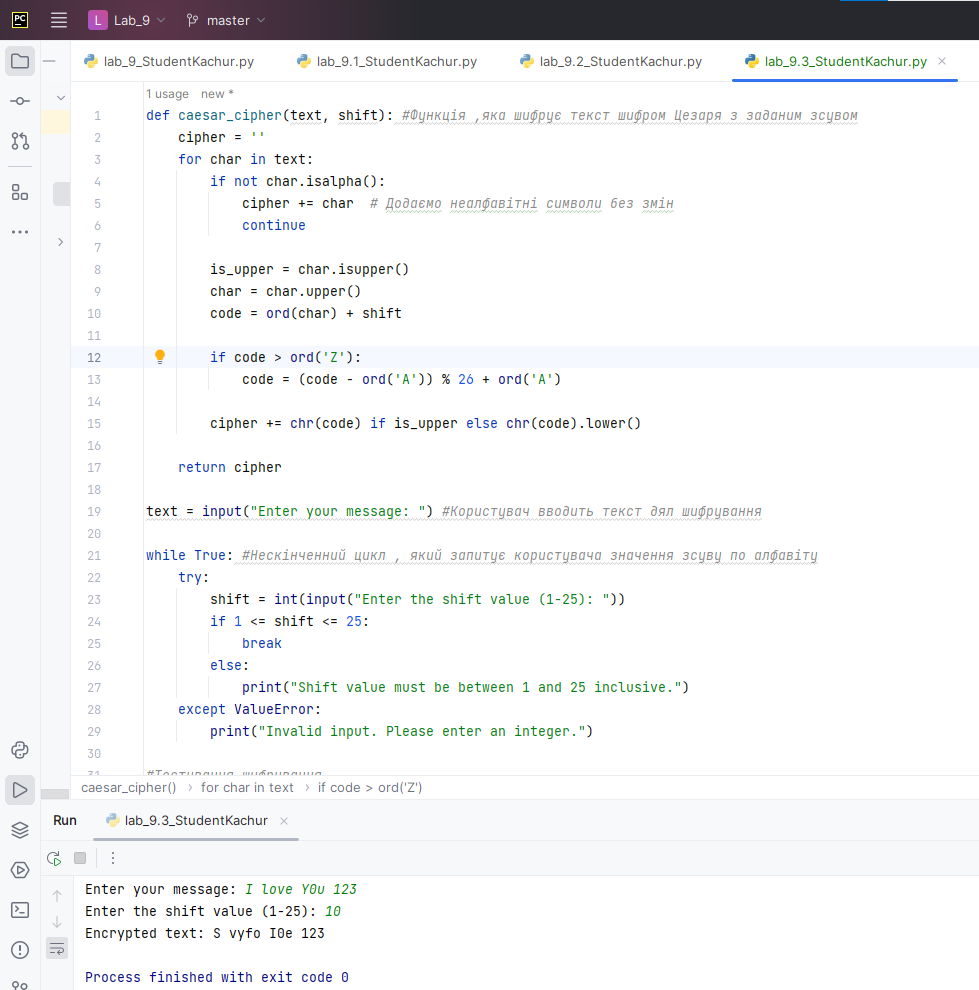 PC L Lab_9 master
lab_9_StudentKachur.py lab_9.1_StudentKachur.py lab_9.2_StudentKachur.py lab_9.3_StudentKachur.py
1 usage new *
1 def caesar_cipher(text, shift): #Функція ,яка шифрує текст шифром Цезаря з заданим зсувом
2 cipher = ''
3 for char in text:
4 if not char.isalpha():
5 cipher += char # Додаємо неалфавітні символи без змін
6 continue
7
8 is_upper = char.isupper()
9 char = char.upper()
10 code = ord(char) + shift
11
12 if code > ord('Z'):
13 code = (code - ord('A')) % 26 + ord('A')
14
15 cipher += chr(code) if is_upper else chr(code).lower()
16
17 return cipher
18
19 text = input("Enter your message: ") #Користувач вводить текст дял шифрування
20
21 while True: #Нескінченний цикл , який запитує користувача значення зсуву по алфавіту
22 try:
23 shift = int(input("Enter the shift value (1-25): "))
24 if 1 <= shift <= 25:
25 break
26 else:
27 print("Shift value must be between 1 and 25 inclusive.")
28 except ValueError:
29 print("Invalid input. Please enter an integer.")
30
31 #Тестування шифрування
caesar_cipher() › for char in text › if code > ord('Z')
Run lab_9.3_StudentKachur
Enter your message: I love Y0u 123
Enter the shift value (1-25): 10
Encrypted text: S vyfo I0e 123
Process finished with exit code 0